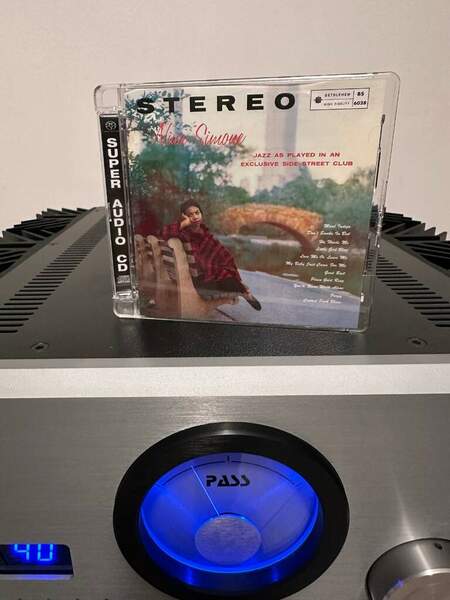 STEREO
BETHLEHEM
HIGH FIDELITY
BS
6028
Nina Simone
JAZZ AS PLAYED IN AN
EXCLUSIVE SIDE STREET CLUB
SUPER AUDIO CD
Mood Indigo
Don't Smoke In Bed
He Needs Me
Little Girl Blue
Love Me Or Leave Me
My Baby Just Cares For Me
Good Bait
Plain Gold Ring
You'll Never Walk Alone
Central Park Blues
PASS
40